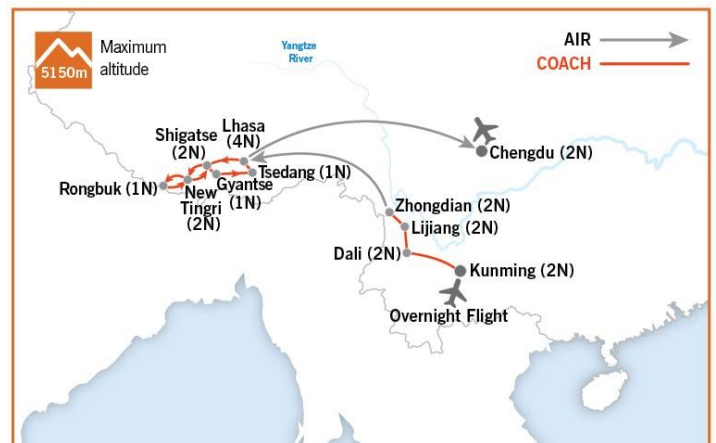 Maximum
altitude
5150m
Yangtze
River
AIR
COACH
Lhasa
(4N)
Shigatse
(2N)
Chengdu (2N)
Tsedang (1N)
Rongbuk (1N)
New
Tingri
(2N)
Gyantse
(1N)
Zhongdian (2N)
Lijiang (2N)
Dali (2N)
Kunming (2N)
Overnight Flight